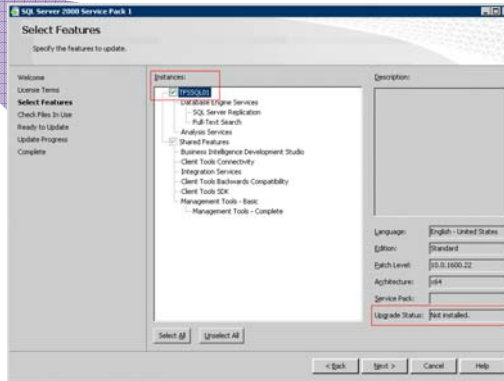 SQL Server 2008 Service Pack 1
Select Features
Specify the features to update.
Welcome
License Terms
Select Features
Check Files In Use
Ready to Update
Update Progress
Complete
Instances:
TFSSQL01
Database Engine Services
SQL Server Replication
Full-Text Search
Analysis Services
Shared Features
Business Intelligence Development Studio
Client Tools Connectivity
Integration Services
Client Tools Backwards Compatibility
Client Tools SDK
Management Tools - Basic
Management Tools - Complete
Description:
Language: English - United States
Edition: Standard
Patch Level: 10.0.1600.22
Architecture: x64
Service Pack:
Upgrade Status: Not installed.
Select All
Unselect All
< Back
Next >
Cancel
Help